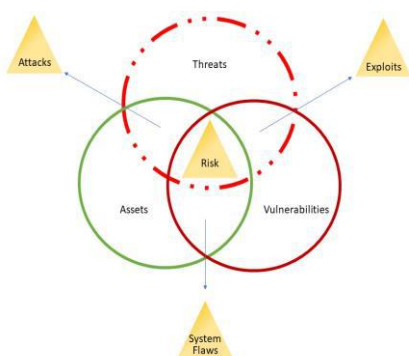 Threats
Attacks
Exploits
Risk
Assets
Vulnerabilities
System
Flaws